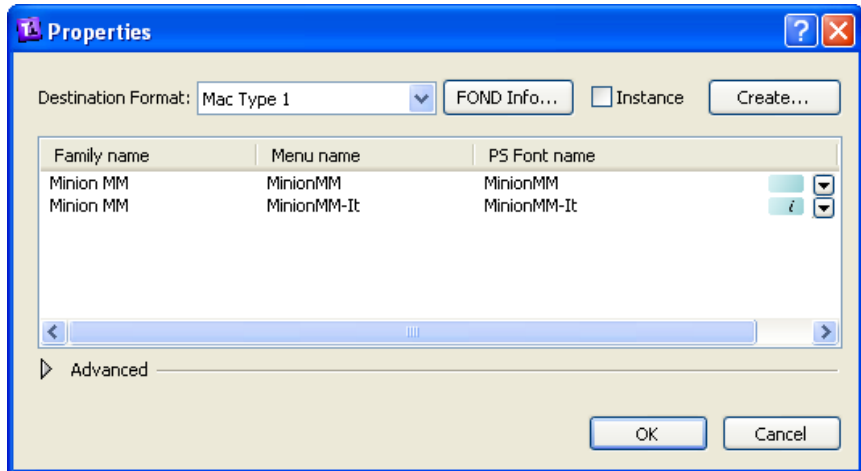 Properties
Destination Format: Mac Type 1 FOND Info... Instance Create...
Family name Menu name PS Font name
Minion MM MinionMM MinionMM
Minion MM MinionMM-It MinionMM-It i
Advanced
OK Cancel